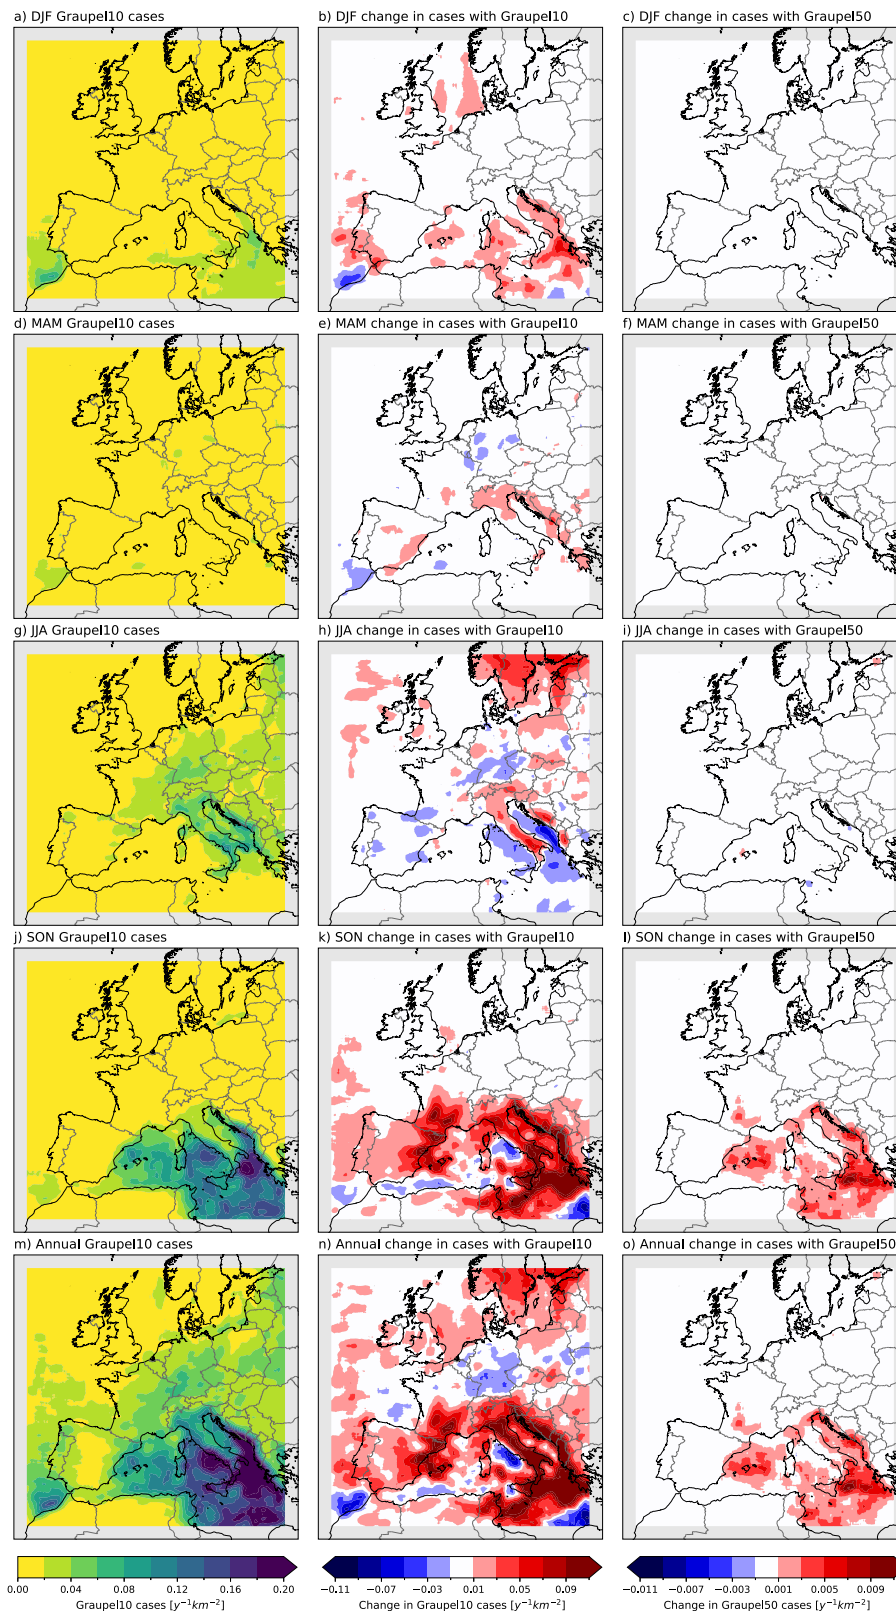 a) DJF Graupel10 cases
b) DJF change in cases with Graupel10
c) DJF change in cases with Graupel50
d) MAM Graupel10 cases
e) MAM change in cases with Graupel10
f) MAM change in cases with Graupel50
g) JJA Graupel10 cases
h) JJA change in cases with Graupel10
i) JJA change in cases with Graupel50
j) SON Graupel10 cases
k) SON change in cases with Graupel10
l) SON change in cases with Graupel50
m) Annual Graupel10 cases
n) Annual change in cases with Graupel10
o) Annual change in cases with Graupel50
0.00 0.04 0.08 0.12 0.16 0.20
Graupel10 cases [y⁻¹km⁻²]
−0.11 −0.07 −0.03 0.01 0.05 0.09
Change in Graupel10 cases [y⁻¹km⁻²]
−0.011 −0.007 −0.003 0.001 0.005 0.009
Change in Graupel50 cases [y⁻¹km⁻²]